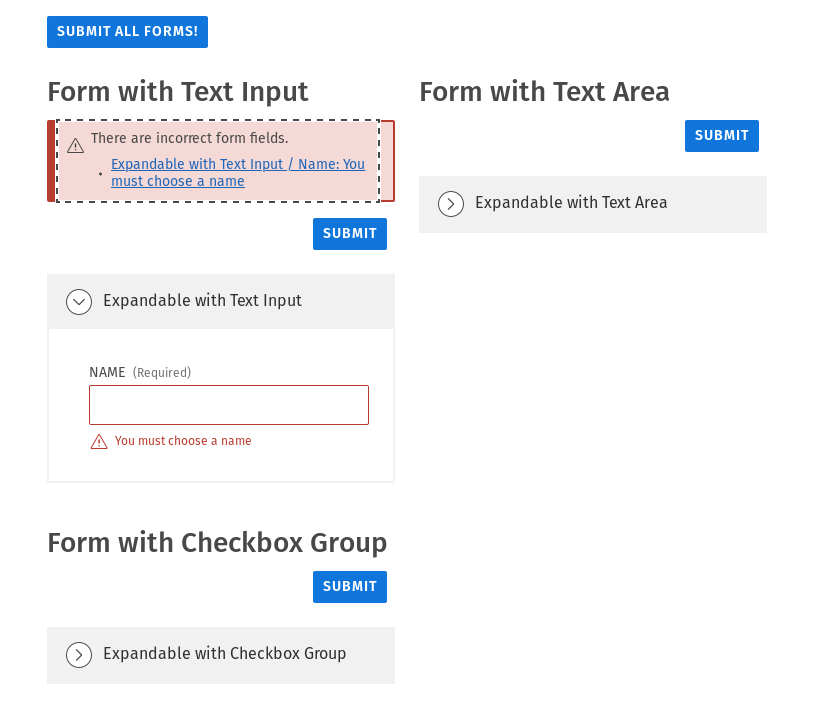 SUBMIT ALL FORMS!
Form with Text Input
There are incorrect form fields.
• Expandable with Text Input / Name: You
must choose a name
SUBMIT
Expandable with Text Input
NAME (Required)
You must choose a name
Form with Text Area
SUBMIT
Expandable with Text Area
Form with Checkbox Group
SUBMIT
Expandable with Checkbox Group